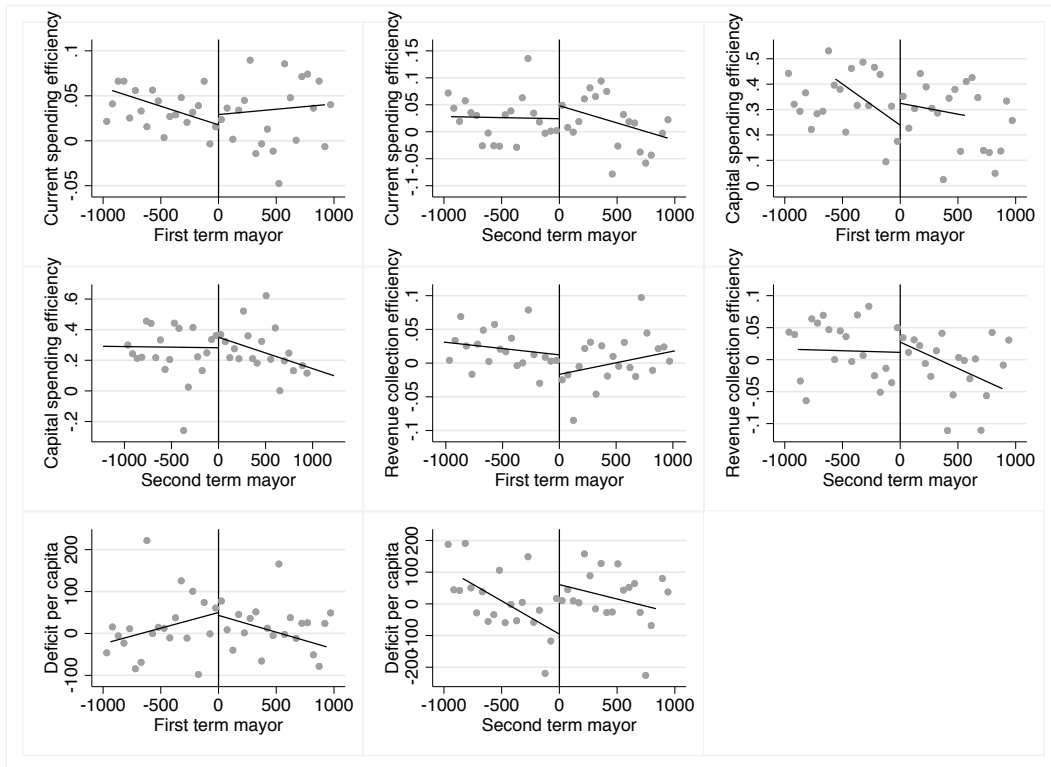 Current spending efficiency
-.05 0 .05 .1
-1000 -500 0 500 1000
First term mayor
Current spending efficiency
-.1 -.05 0 .05 .1 .15
-1000 -500 0 500 1000
Second term mayor
Capital spending efficiency
0 .1 .2 .3 .4 .5
-1000 -500 0 500 1000
First term mayor
Capital spending efficiency
-.2 0 .2 .4 .6
-1000 -500 0 500 1000
Second term mayor
Revenue collection efficiency
-.1 -.05 0 .05 .1
-1000 -500 0 500 1000
First term mayor
Revenue collection efficiency
-.1 -.05 0 .05 .1
-1000 -500 0 500 1000
Second term mayor
Deficit per capita
-100 0 100 200
-1000 -500 0 500 1000
First term mayor
Deficit per capita
-200 -100 0 100 200
-1000 -500 0 500 1000
Second term mayor